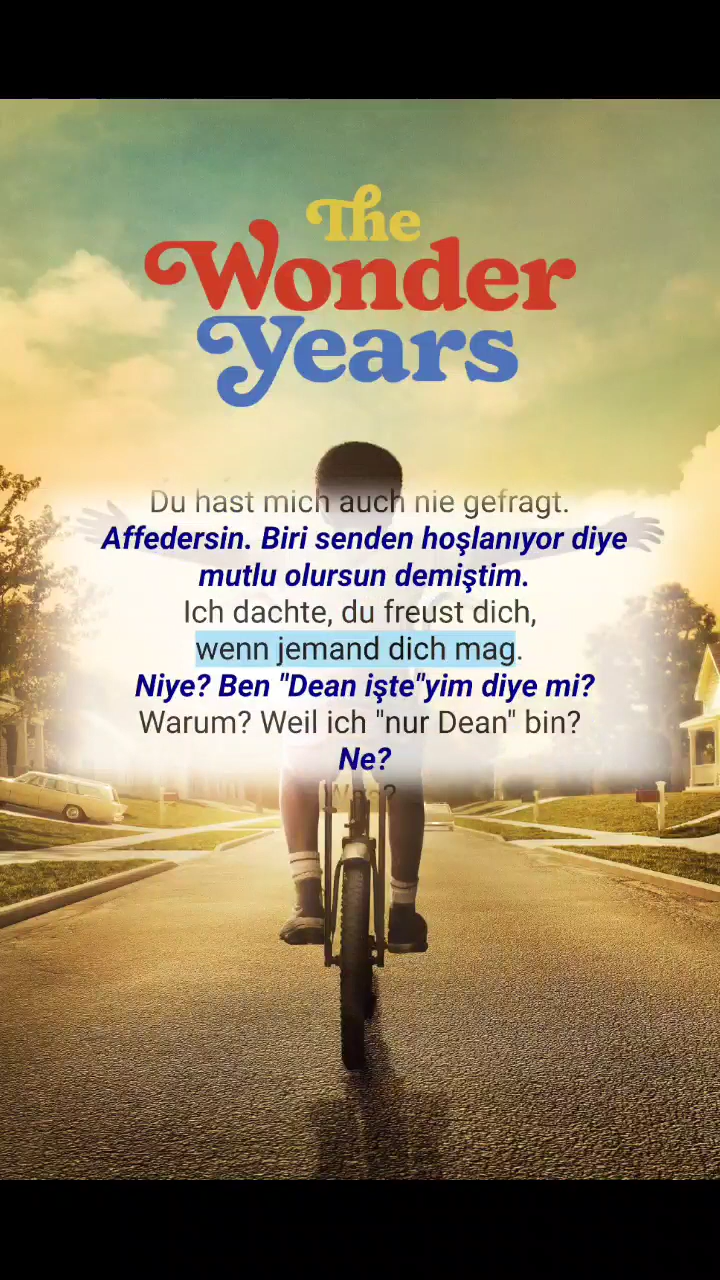 The
Wonder
Years
Du hast mich auch nie gefragt.
Affedersin. Biri senden hoşlanıyor diye
mutlu olursun demiştim.
Ich dachte, du freust dich,
wenn jemand dich mag.
Niye? Ben "Dean işte"yim diye mi?
Warum? Weil ich "nur Dean" bin?
Ne?
Was?